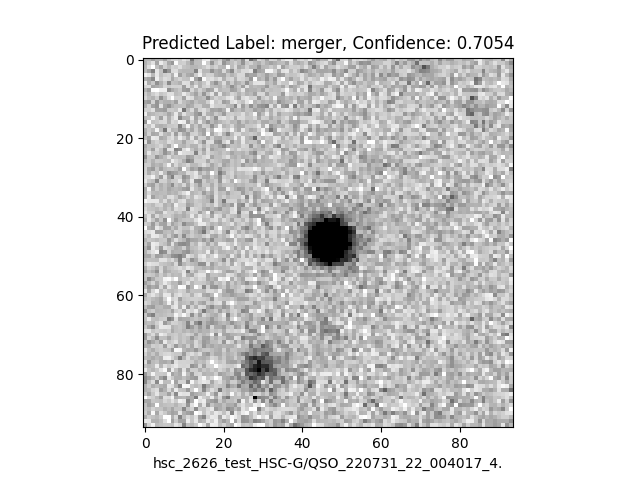 Predicted Label: merger, Confidence: 0.7054
0
20
40
60
80
0 20 40 60 80
hsc_2626_test_HSC-G/QSO_220731_22_004017_4.